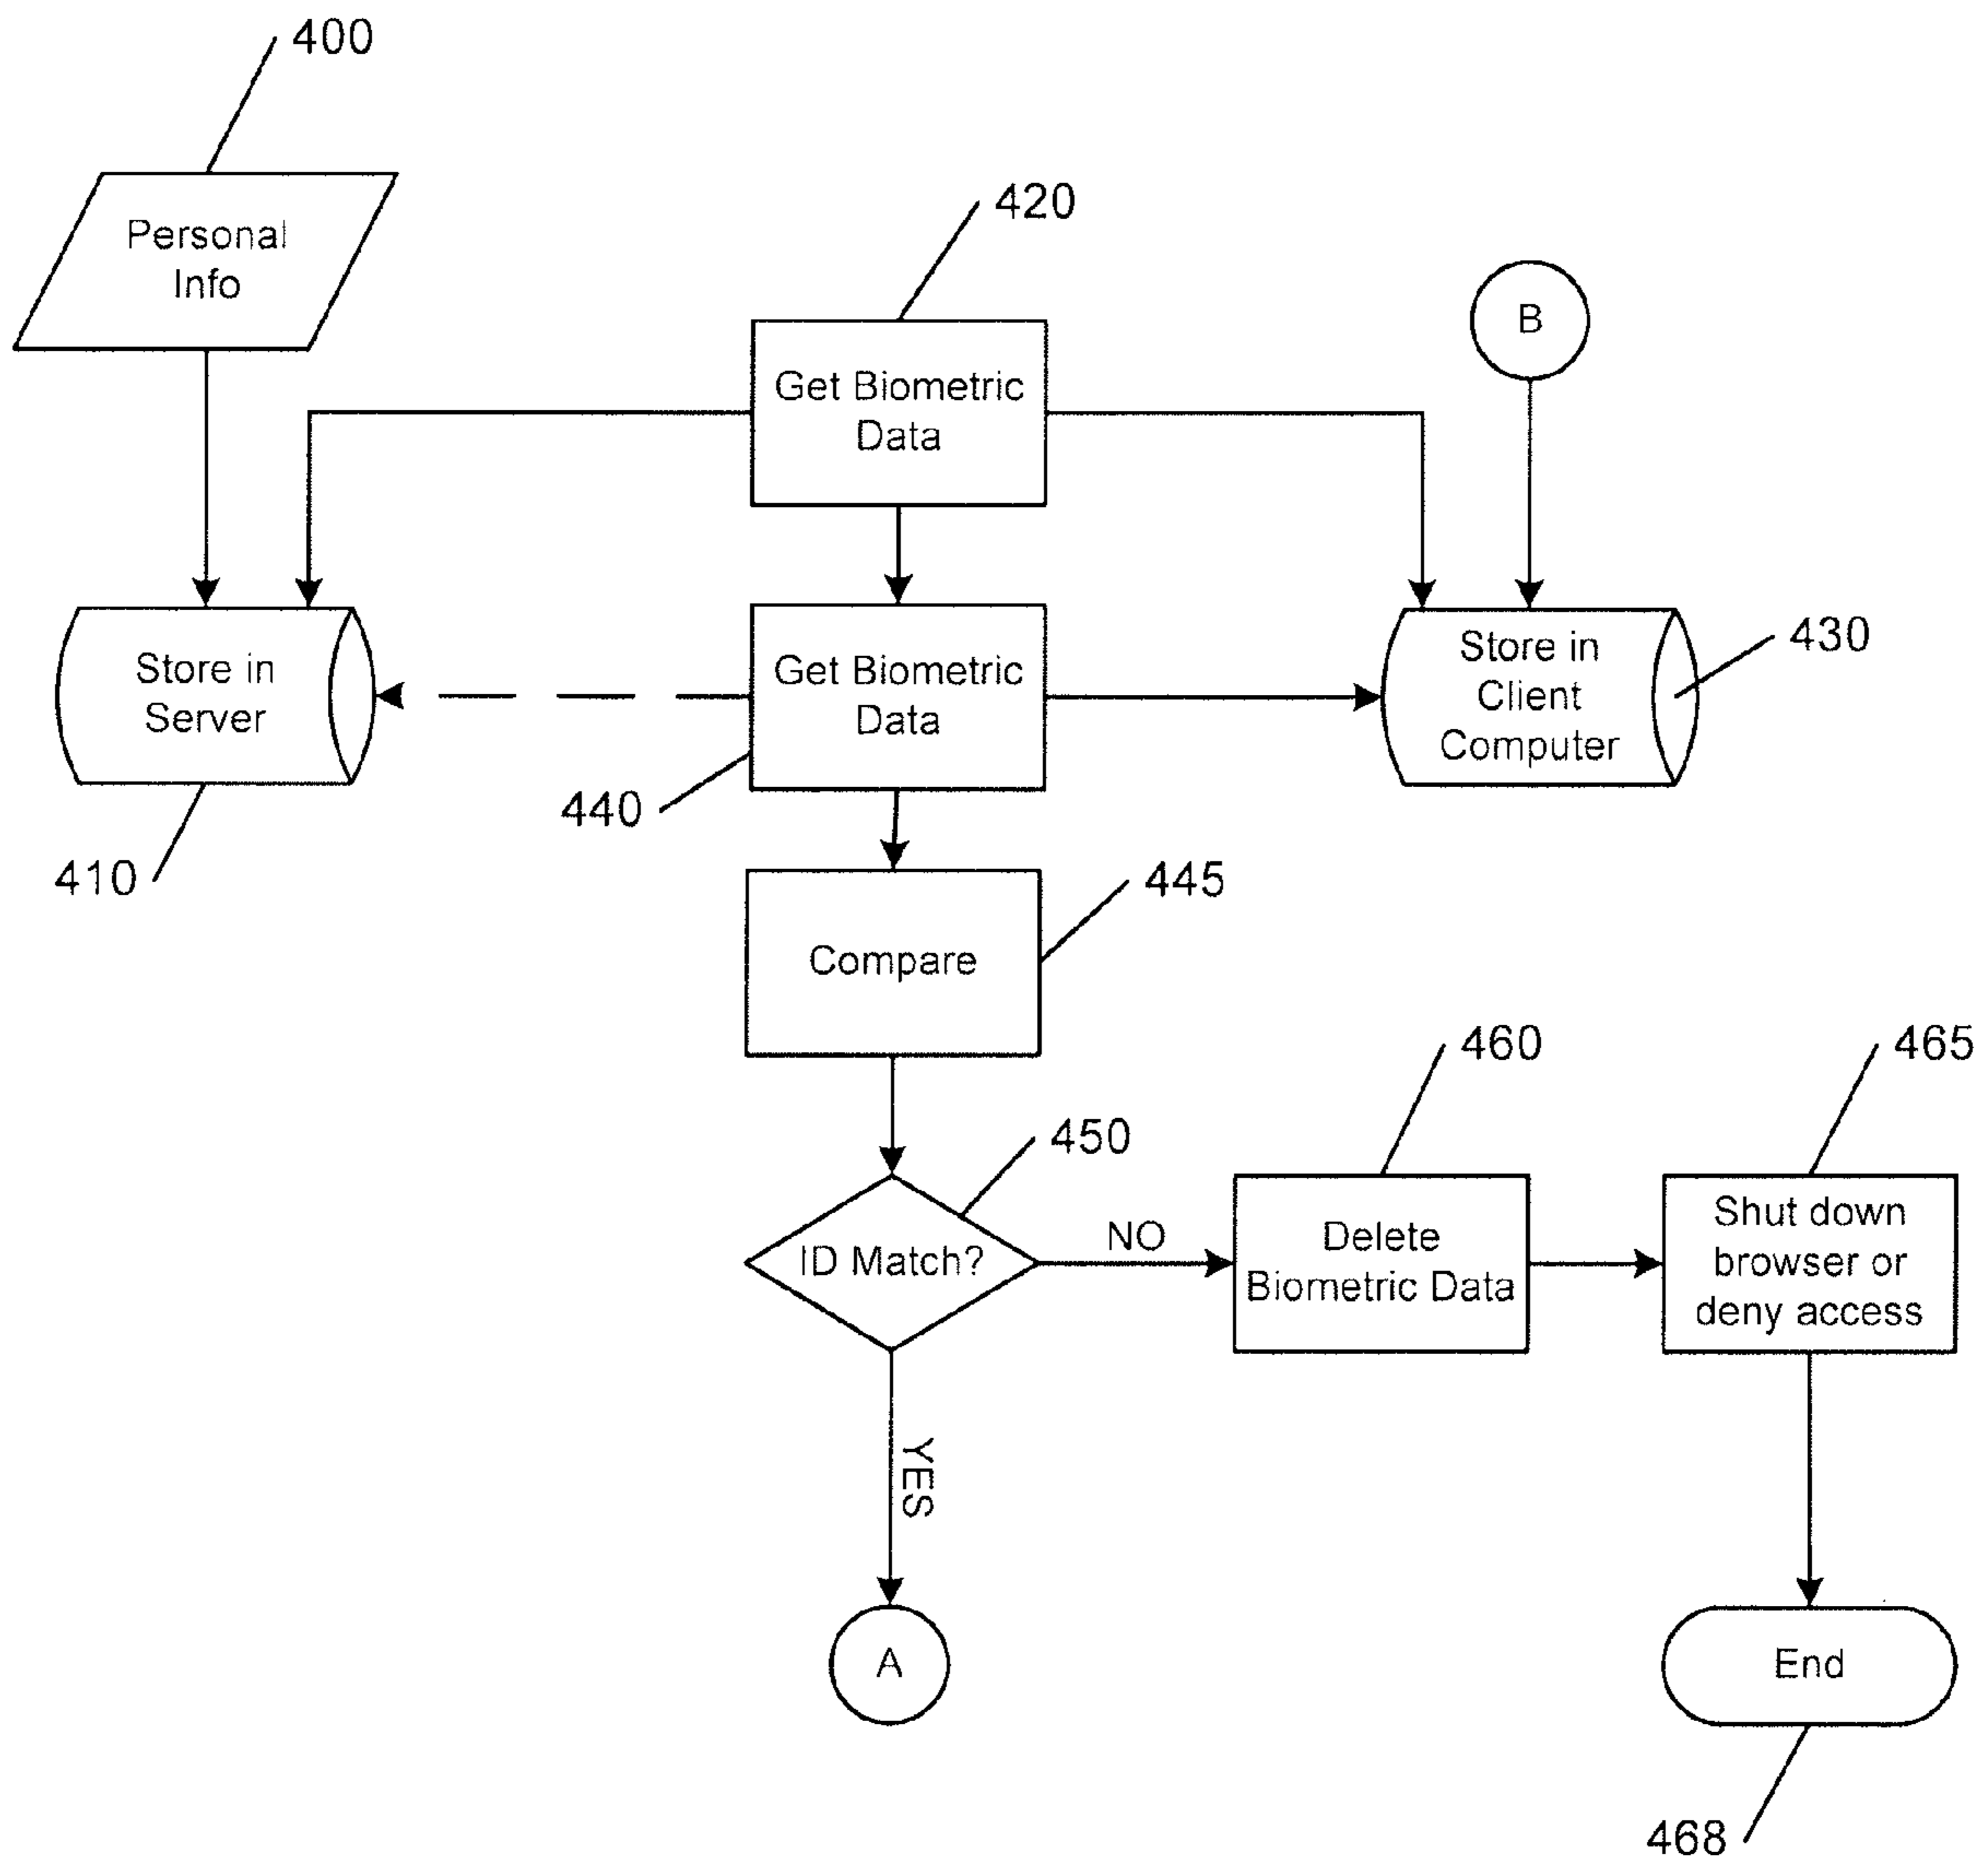 400
Personal
Info
420
Get Biometric
Data
B
Store in
Server
410
Get Biometric
Data
440
Store in
Client
Computer
430
Compare
445
ID Match?
450
NO
YES
460
Delete
Biometric Data
465
Shut down
browser or
deny access
A
End
468